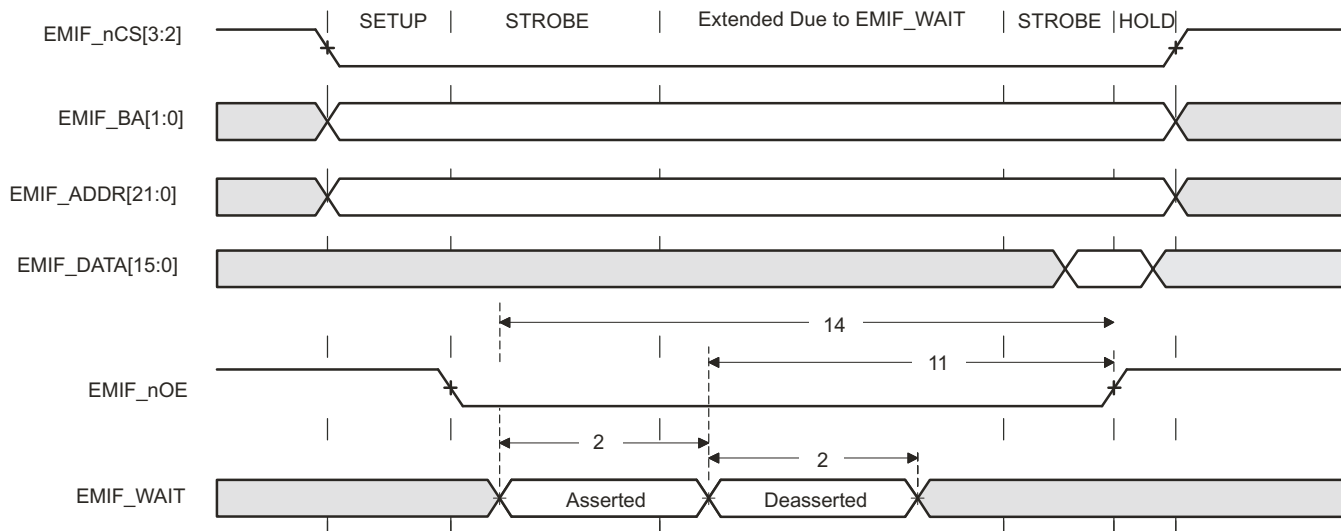 SETUP STROBE Extended Due to EMIF_WAIT STROBE HOLD
EMIF_nCS[3:2]
EMIF_BA[1:0]
EMIF_ADDR[21:0]
EMIF_DATA[15:0]
14
11
EMIF_nOE
2
2
EMIF_WAIT Asserted Deasserted